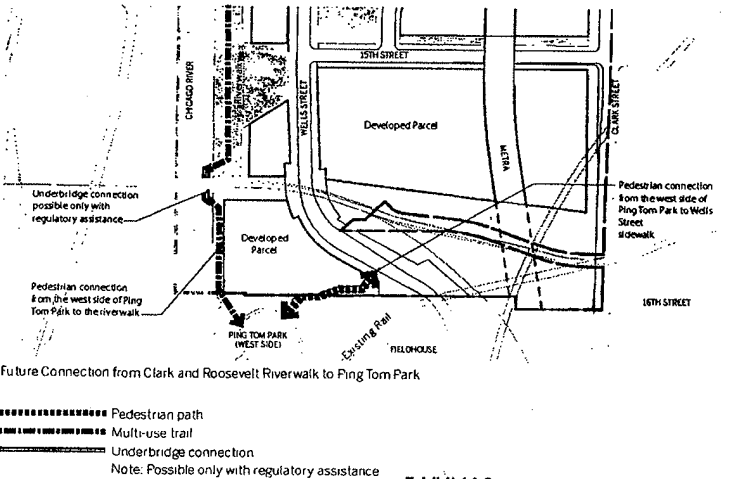 15TH STREET
CHICAGO RIVER
Riverwalk
WELLS STREET
Developed Parcel
CLARK STREET
METRA
Underbridge connection
possible only with
regulatory assistance
Pedestrian connection
from the west side of
Ping Tom Park to Wells
Street
sidewalk
Developed
Parcel
Pedestrian connection
from the west side of Ping
Tom Park to the riverwalk
16TH STREET
PING TOM PARK
(WEST SIDE)
Existing Rail
FIELDHOUSE
Future Connection from Clark and Roosevelt Riverwalk to Ping Tom Park
Pedestrian path
Multi-use trail
Underbridge connection
Note: Possible only with regulatory assistance